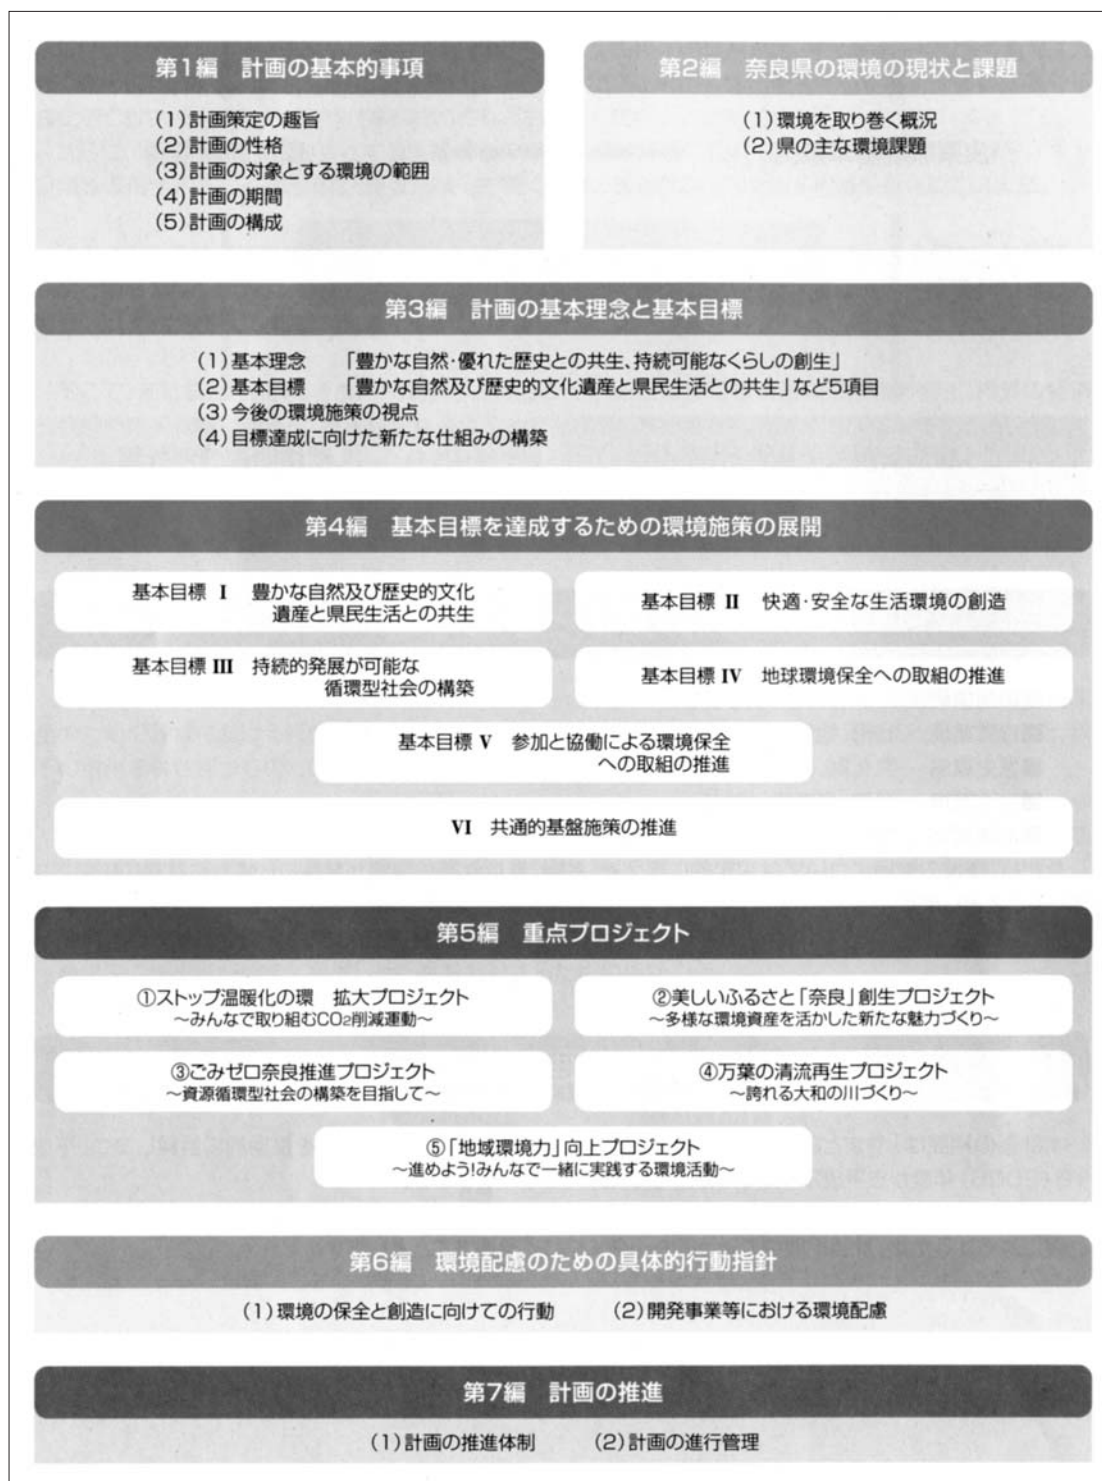 第1編 計画の基本的事項
(1)計画策定の趣旨
(2)計画の性格
(3)計画の対象とする環境の範囲
(4)計画の期間
(5)計画の構成
第2編 奈良県の環境の現状と課題
(1)環境を取り巻く概況
(2)県の主な環境課題
第3編 計画の基本理念と基本目標
(1)基本理念 「豊かな自然・優れた歴史との共生、持続可能なくらしの創生」
(2)基本目標 「豊かな自然及び歴史的文化遺産と県民生活との共生」など5項目
(3)今後の環境施策の視点
(4)目標達成に向けた新たな仕組みの構築
第4編 基本目標を達成するための環境施策の展開
基本目標 I 豊かな自然及び歴史的文化
遺産と県民生活との共生
基本目標 II 快適・安全な生活環境の創造
基本目標 III 持続的発展が可能な
循環型社会の構築
基本目標 IV 地球環境保全への取組の推進
基本目標 V 参加と協働による環境保全
への取組の推進
VI 共通的基盤施策の推進
第5編 重点プロジェクト
①ストップ温暖化の環 拡大プロジェクト
~みんなで取り組むCO₂削減運動~
②美しいふるさと「奈良」創生プロジェクト
~多様な環境資産を活かした新たな魅力づくり~
③ごみゼロ奈良推進プロジェクト
~資源循環型社会の構築を目指して~
④万葉の清流再生プロジェクト
~誇れる大和の川づくり~
⑤「地域環境力」向上プロジェクト
~進めよう!みんなで一緒に実践する環境活動~
第6編 環境配慮のための具体的行動指針
(1)環境の保全と創造に向けての行動 (2)開発事業等における環境配慮
第7編 計画の推進
(1)計画の推進体制 (2)計画の進行管理